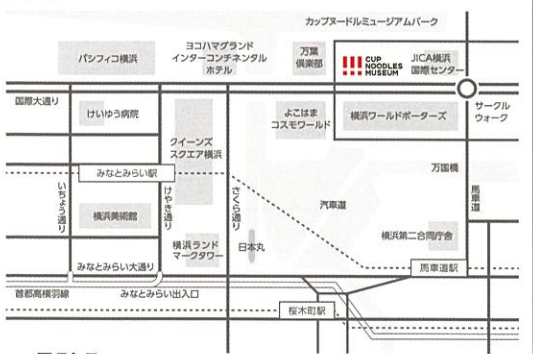 カップヌードルミュージアムパーク
パシフィコ横浜
ヨコハマグランド
インターコンチネンタル
ホテル
万葉
倶楽部
CUP
NOODLES
MUSEUM
JICA横浜
国際センター
国際大通り
けいゆう病院
クイーンズ
スクエア横浜
よこはま
コスモワールド
横浜ワールドポーターズ
サークル
ウォーク
万国橋
みなとみらい駅
いちょう通り
けやき通り
さくら通り
汽車道
馬車道
横浜美術館
横浜ランド
マークタワー
日本丸
横浜第二合同庁舎
みなとみらい大通り
馬車道駅
首都高横羽線
みなとみらい出入口
桜木町駅